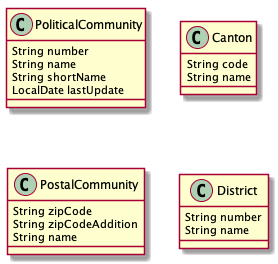 C PoliticalCommunity
String number
String name
String shortName
LocalDate lastUpdate
C Canton
String code
String name
C PostalCommunity
String zipCode
String zipCodeAddition
String name
C District
String number
String name